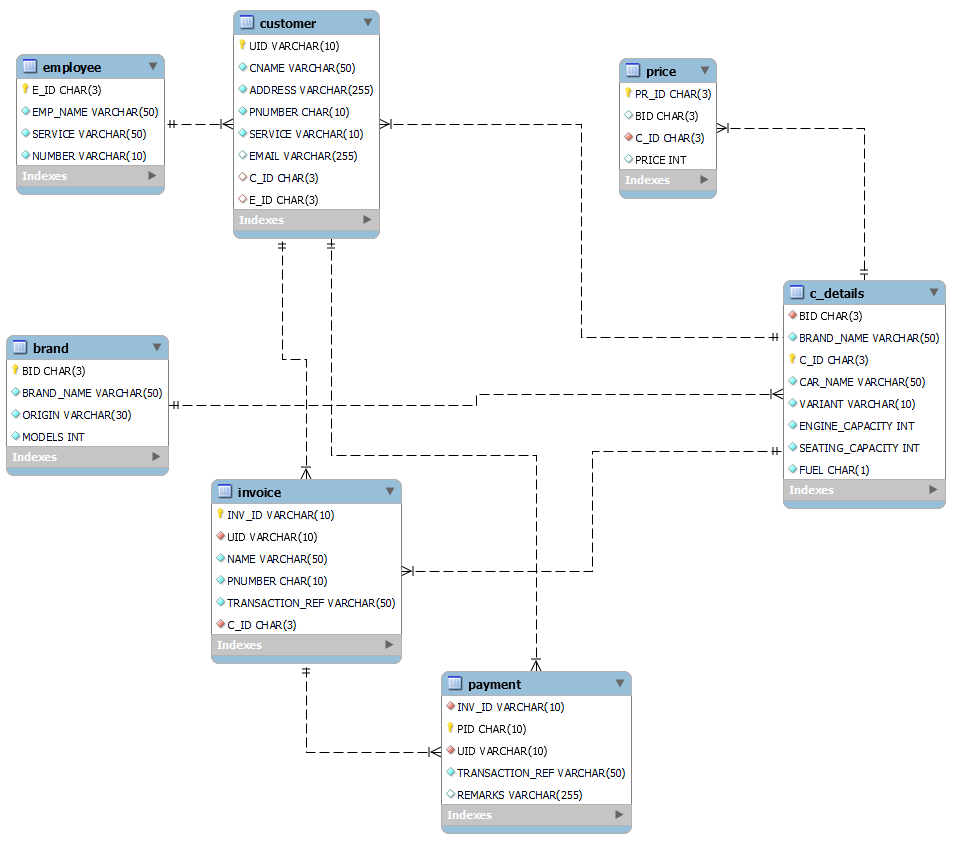 customer
UID VARCHAR(10)
CNAME VARCHAR(50)
ADDRESS VARCHAR(255)
PNUMBER CHAR(10)
SERVICE VARCHAR(10)
EMAIL VARCHAR(255)
C_ID CHAR(3)
E_ID CHAR(3)
Indexes
employee
E_ID CHAR(3)
EMP_NAME VARCHAR(50)
SERVICE VARCHAR(50)
NUMBER VARCHAR(10)
Indexes
price
PR_ID CHAR(3)
BID CHAR(3)
C_ID CHAR(3)
PRICE INT
Indexes
c_details
BID CHAR(3)
BRAND_NAME VARCHAR(50)
C_ID CHAR(3)
CAR_NAME VARCHAR(50)
VARIANT VARCHAR(10)
ENGINE_CAPACITY INT
SEATING_CAPACITY INT
FUEL CHAR(1)
Indexes
brand
BID CHAR(3)
BRAND_NAME VARCHAR(50)
ORIGIN VARCHAR(30)
MODELS INT
Indexes
invoice
INV_ID VARCHAR(10)
UID VARCHAR(10)
NAME VARCHAR(50)
PNUMBER CHAR(10)
TRANSACTION_REF VARCHAR(50)
C_ID CHAR(3)
Indexes
payment
INV_ID VARCHAR(10)
PID CHAR(10)
UID VARCHAR(10)
TRANSACTION_REF VARCHAR(50)
REMARKS VARCHAR(255)
Indexes